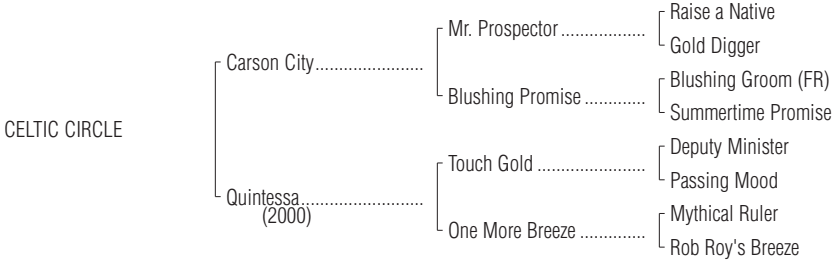 Raise a Native
Mr. Prospector ..................
Gold Digger
Carson City.......................
Blushing Groom (FR)
Blushing Promise .............
Summertime Promise
CELTIC CIRCLE
Deputy Minister
Touch Gold .......................
Passing Mood
Quintessa..........................
(2000)
Mythical Ruler
One More Breeze ..............
Rob Roy's Breeze